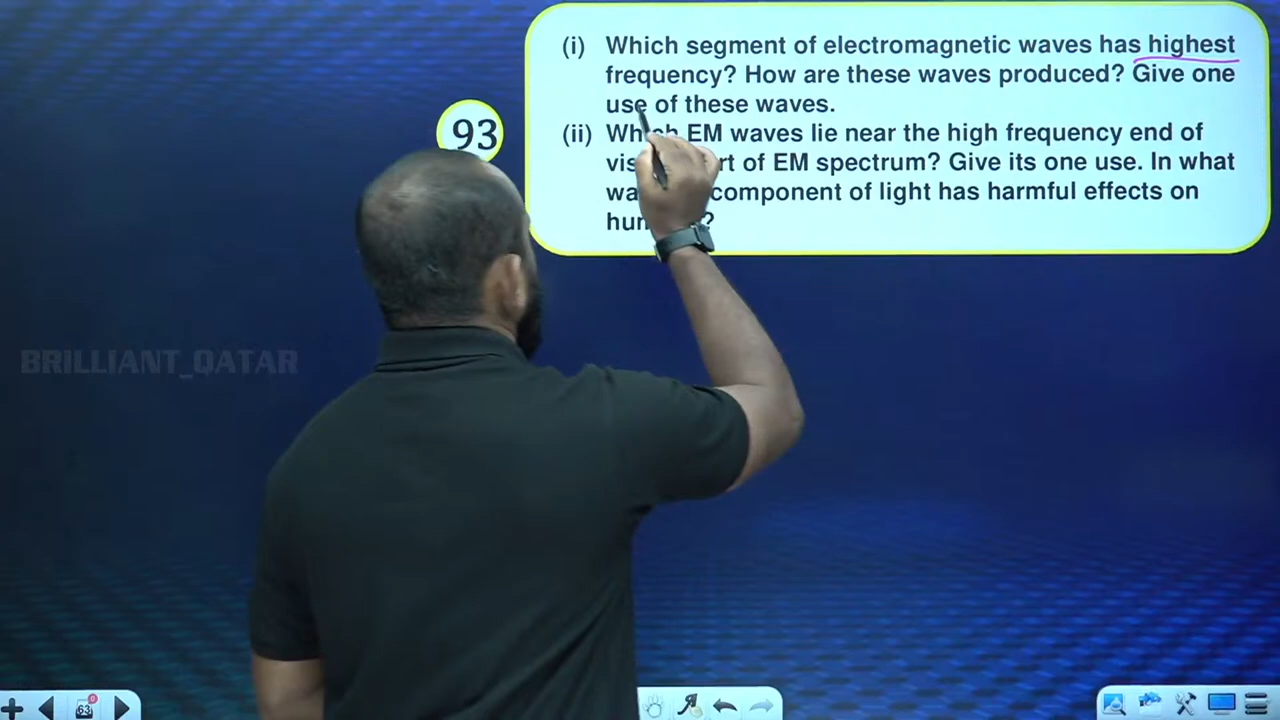 (i) Which segment of electromagnetic waves has highest
frequency? How are these waves produced? Give one
use of these waves.
93
(ii) Which EM waves lie near the high frequency end of
of EM spectrum? Give its one use. In what
component of light has harmful effects on
BRILLIANT_QATAR
63